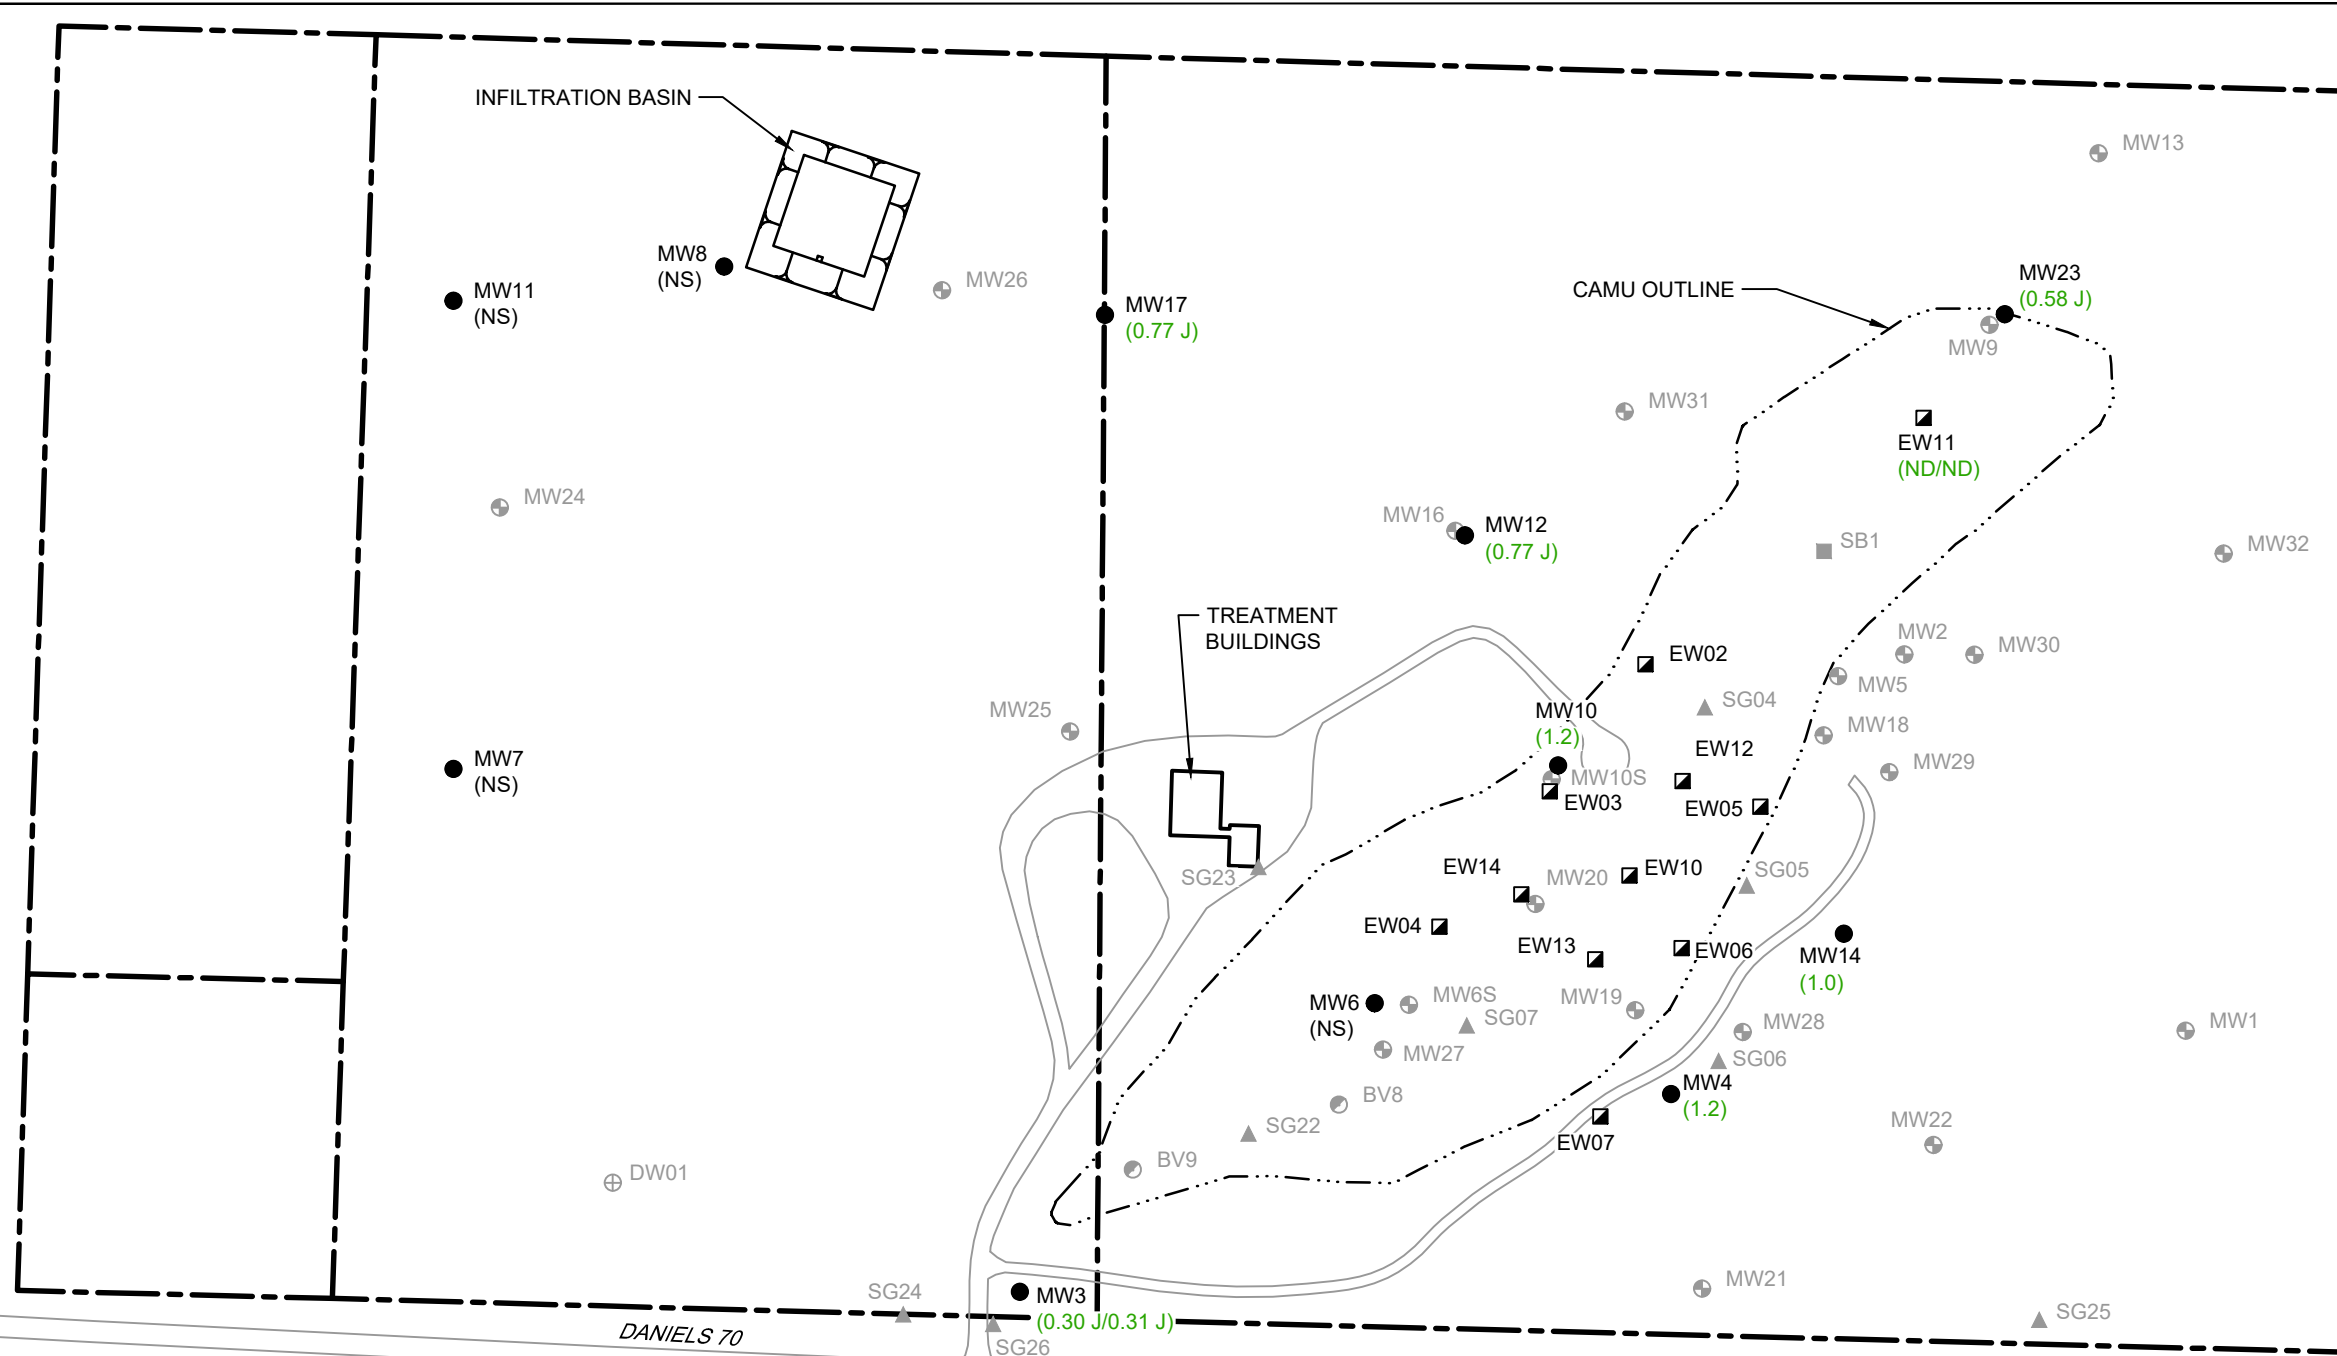 INFILTRATION BASIN
MW13
MW8
(NS)
MW11
(NS)
MW26
MW17
(0.77 J)
CAMU OUTLINE
MW23
(0.58 J)
MW9
MW31
EW11
(ND/ND)
MW24
MW16
MW12
(0.77 J)
SB1
MW32
TREATMENT
BUILDINGS
EW02
MW2
MW30
MW5
SG04
MW25
MW10
(1.2)
MW18
EW12
MW7
(NS)
MW10S
MW29
EW03
EW05
EW14
MW20
EW10
SG05
SG23
EW04
EW13
EW06
MW14
(1.0)
MW6
(NS)
MW6S
SG07
MW19
MW28
MW1
MW27
SG06
MW4
(1.2)
BV8
SG22
EW07
MW22
BV9
DW01
MW21
SG24
MW3
(0.30 J/0.31 J)
SG25
DANIELS 70
SG26